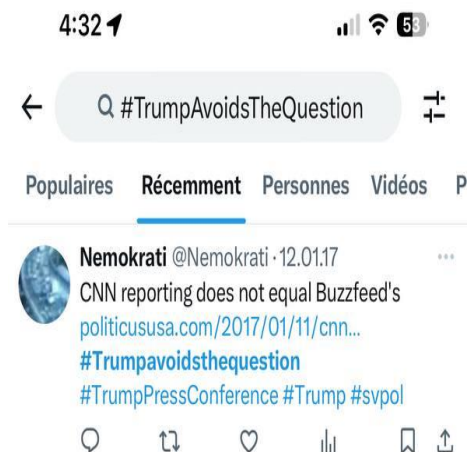 4:32
53
#TrumpAvoidsTheQuestion
Populaires Récemment Personnes Vidéos P
Nemokrati @Nemokrati · 12.01.17
CNN reporting does not equal Buzzfeed's
politicususa.com/2017/01/11/cnn...
#Trumpavoidsthequestion
#TrumpPressConference #Trump #svpol